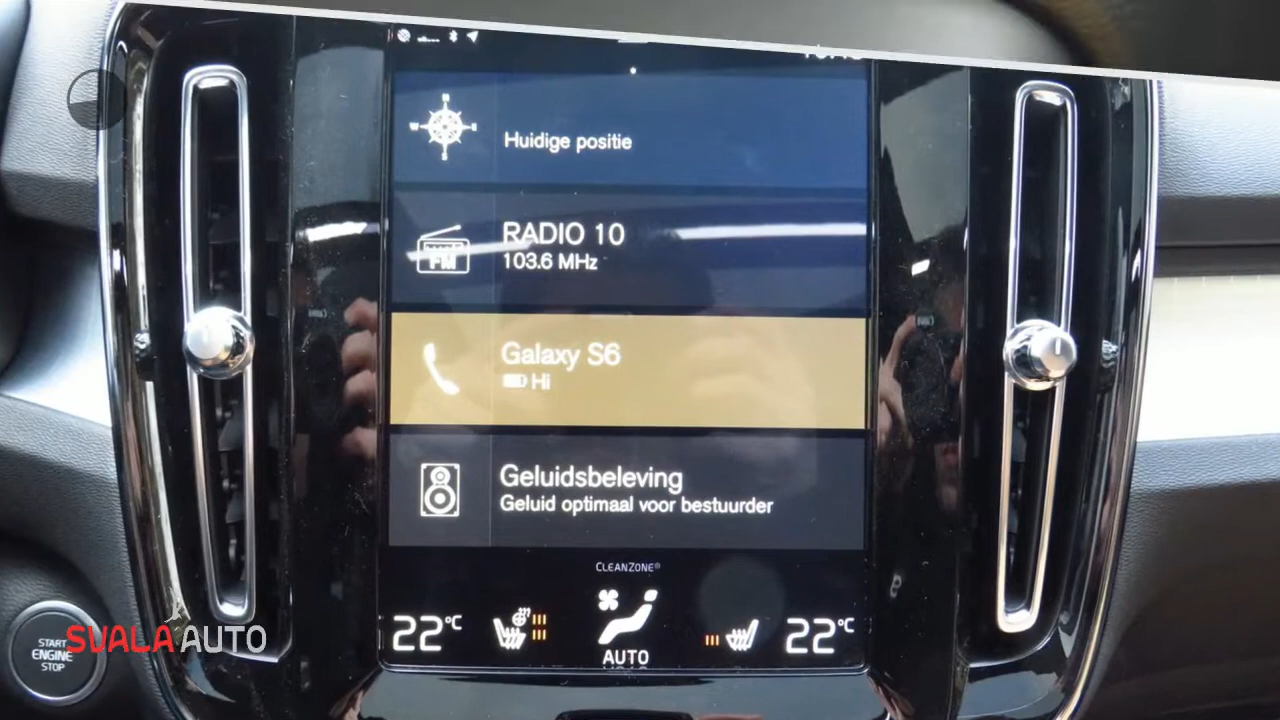 Huidige positie
RADIO 10
103.6 MHz
FM
Galaxy S6
Hi
Geluidsbeleving
Geluid optimaal voor bestuurder
CLEANZONE®
22°C
22°C
AUTO
START
ENGINE
STOP
SVALA AUTO